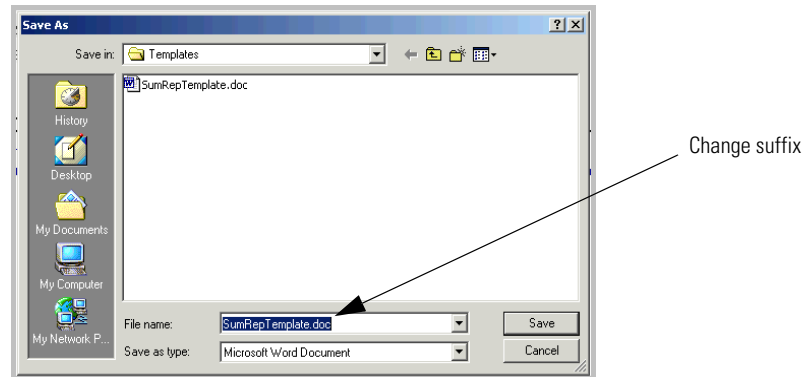 Save As
Save in:
Templates
SumRepTemplate.doc
History
Desktop
My Documents
My Computer
My Network P...
File name:
SumRepTemplate.doc
Save
Save as type:
Microsoft Word Document
Cancel
Change suffix